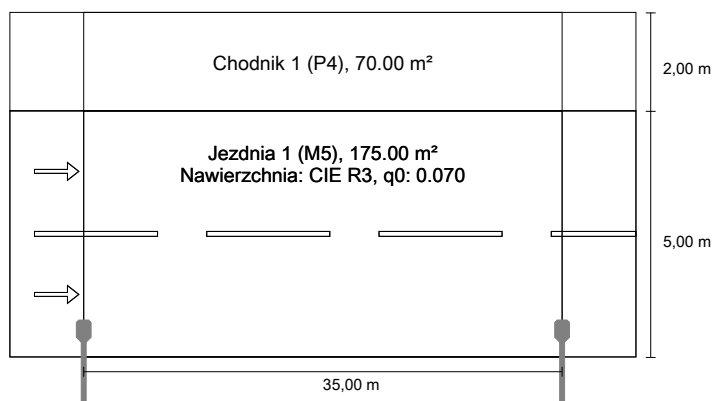 Chodnik 1 (P4), 70.00 m²
2,00 m
Jezdnia 1 (M5), 175.00 m²
Nawierzchnia: CIE R3, q0: 0.070
5,00 m
35,00 m